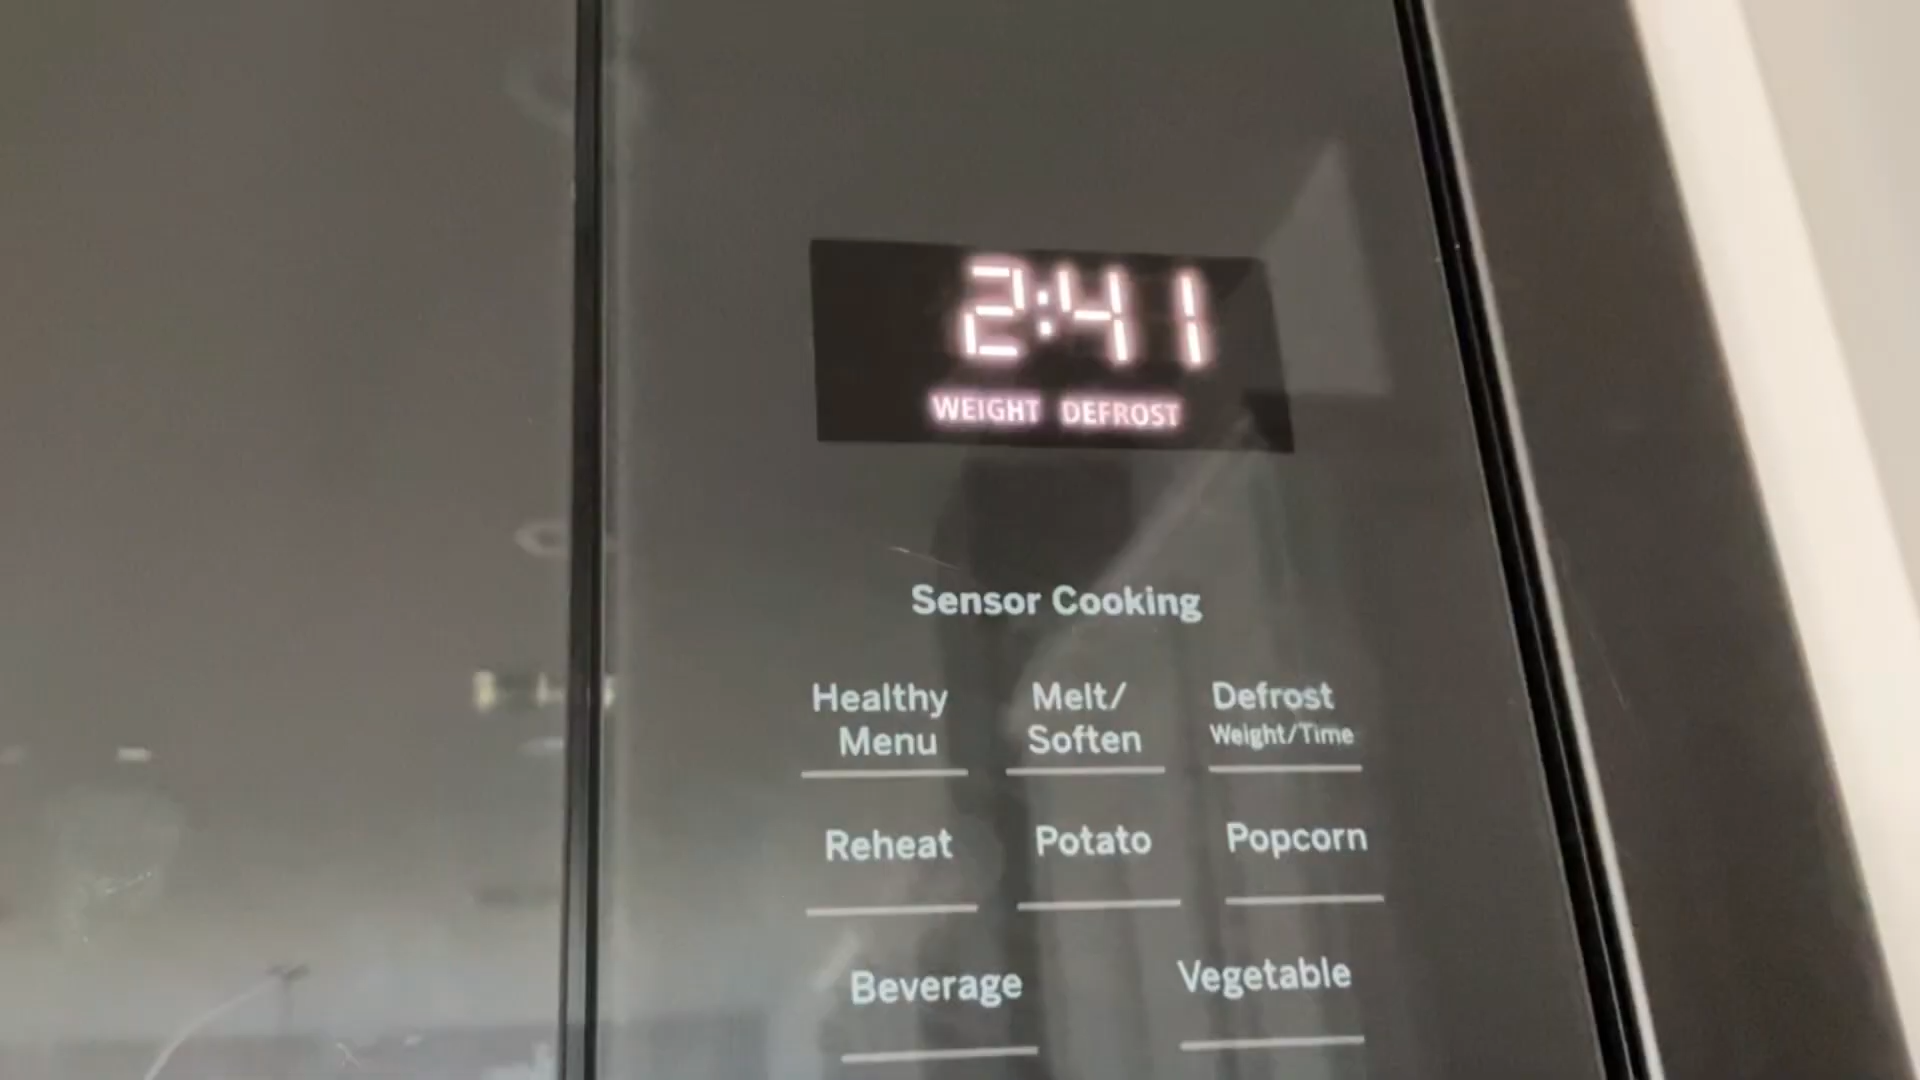 2:41
WEIGHT DEFROST
Sensor Cooking
Healthy Menu
Melt/ Soften
Defrost Weight/Time
Reheat
Potato
Popcorn
Beverage
Vegetable